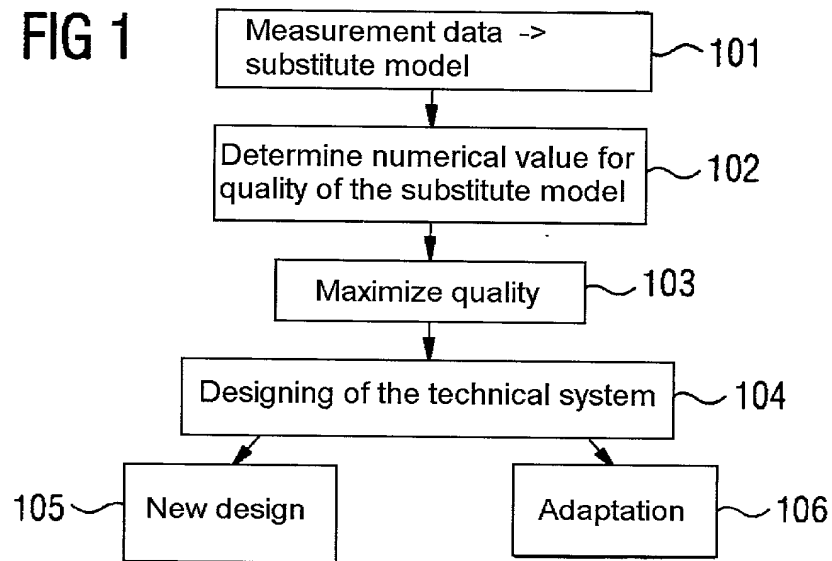 FIG 1
Measurement data ->
substitute model
101
Determine numerical value for
quality of the substitute model
102
Maximize quality
103
Designing of the technical system
104
105
New design
Adaptation
106